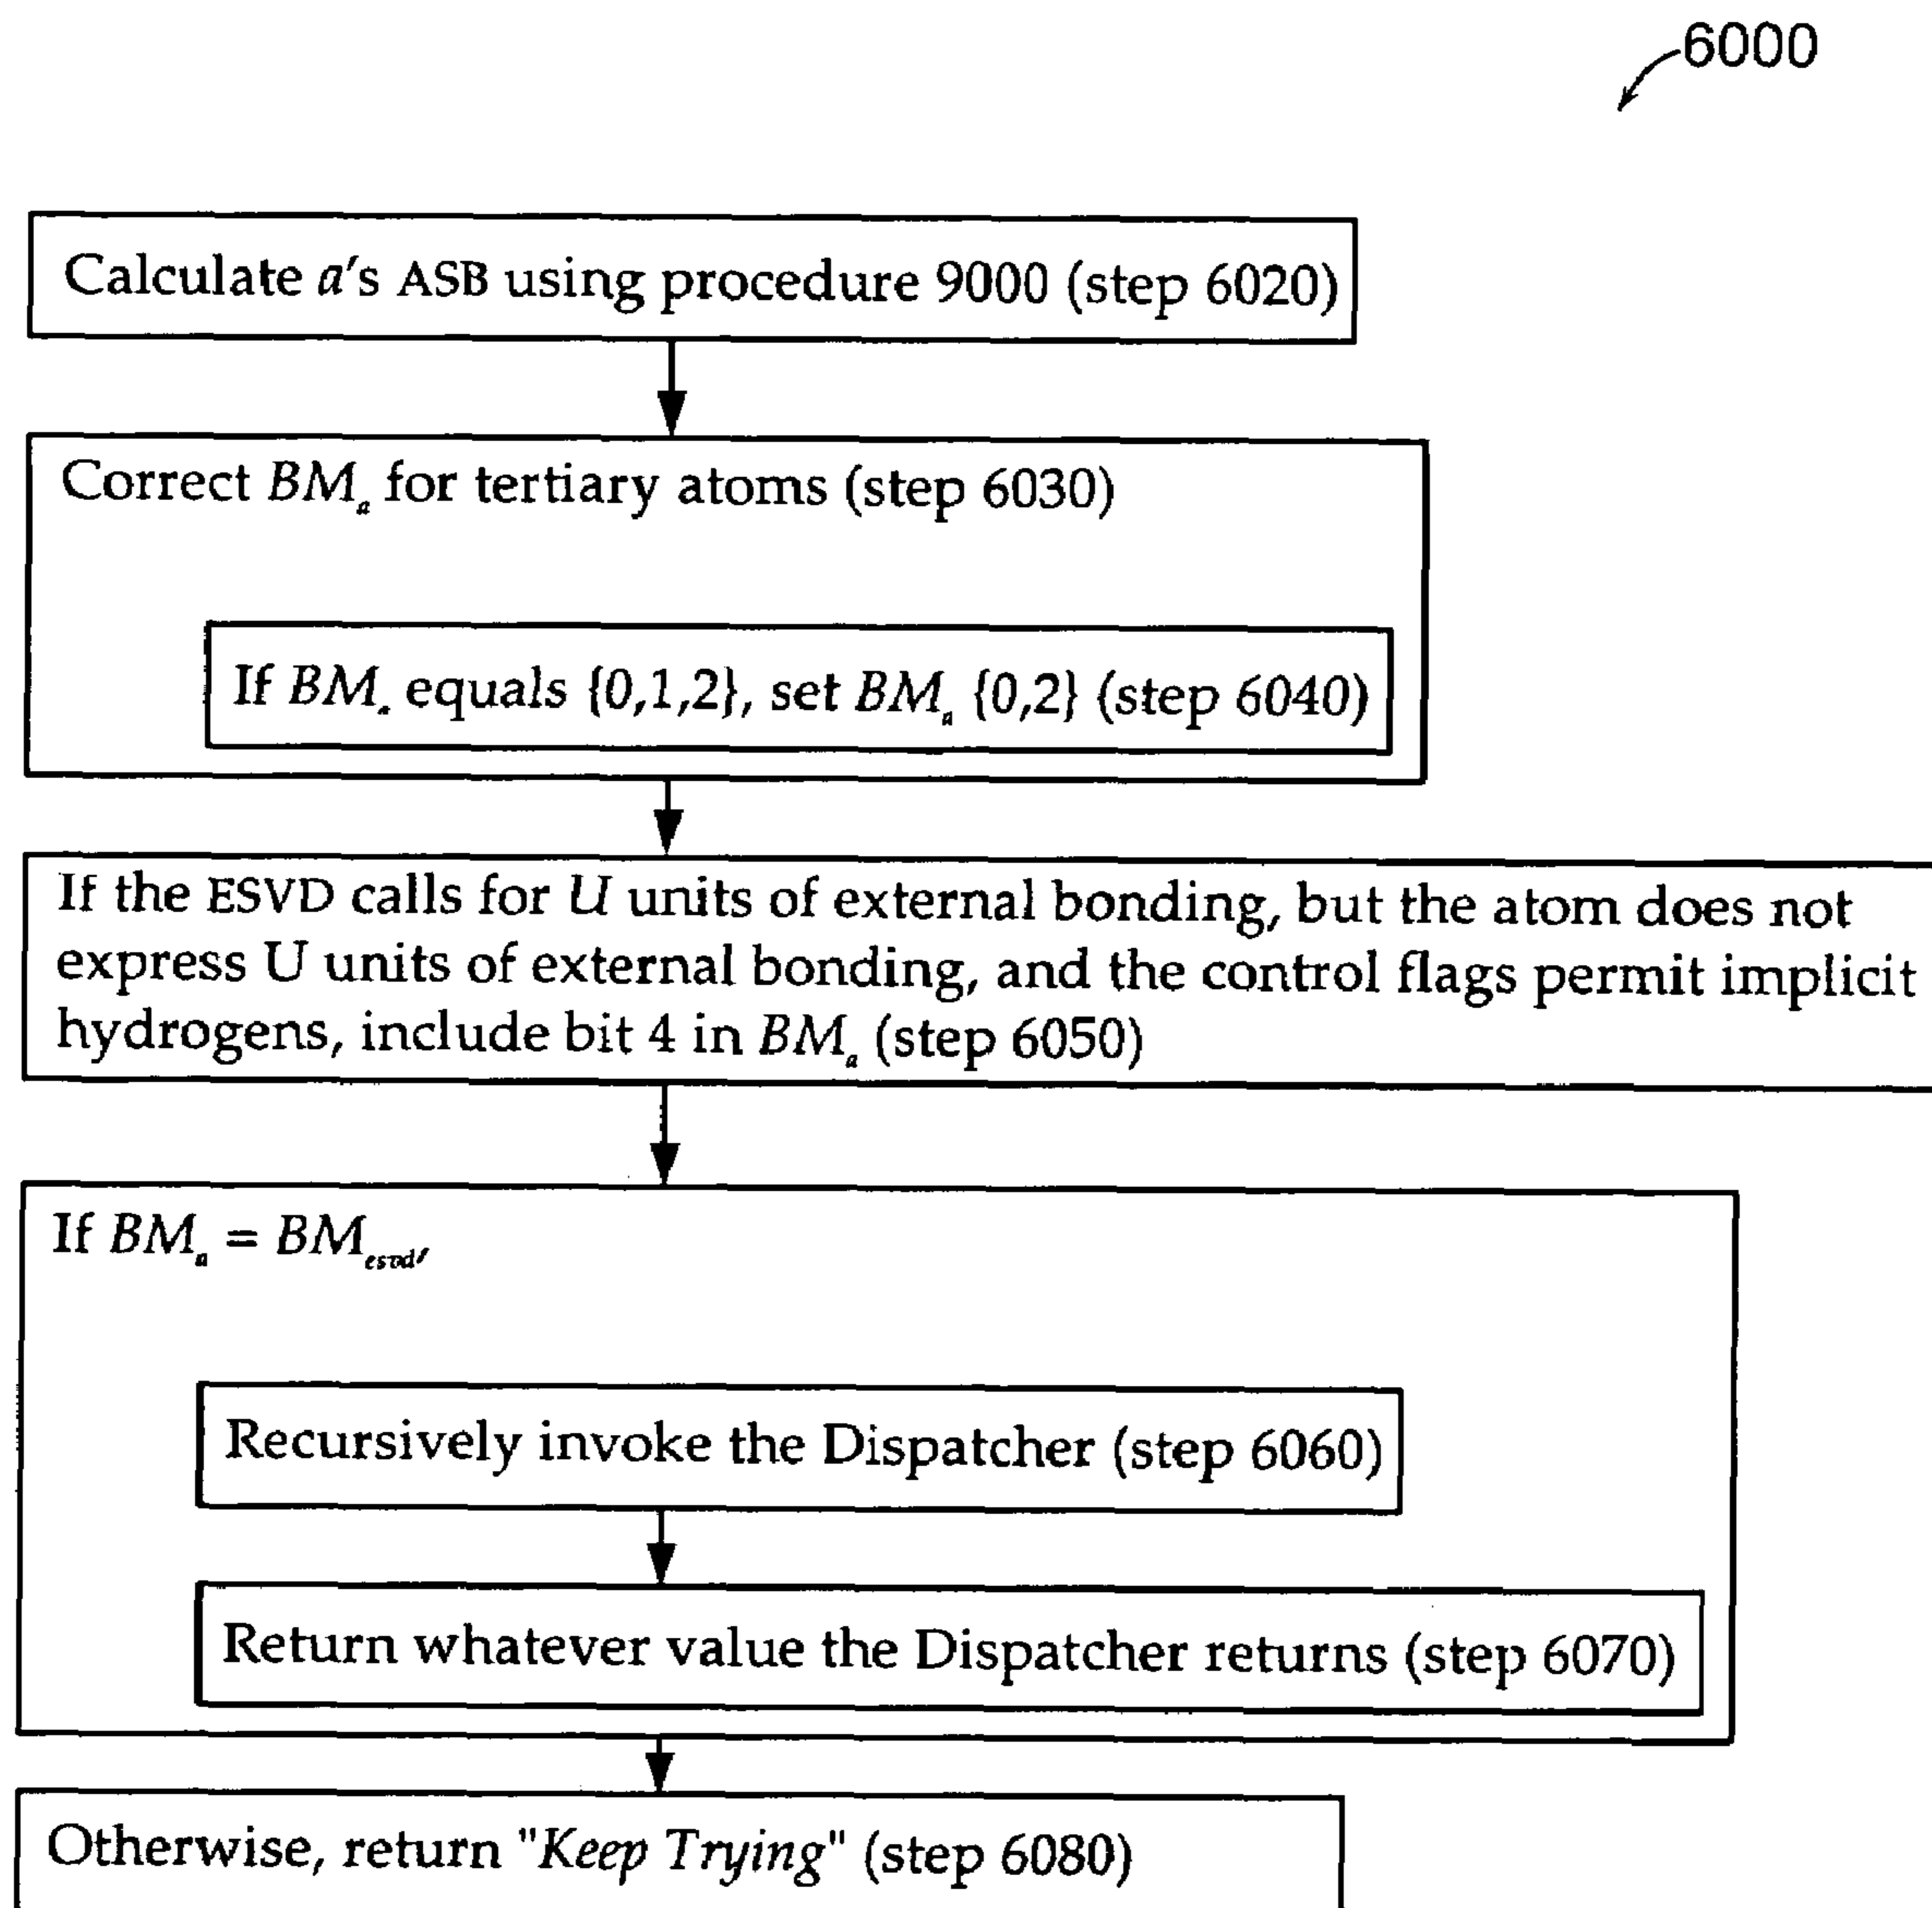 6000
Calculate a's ASB using procedure 9000 (step 6020)
Correct BMₐ for tertiary atoms (step 6030)
If BMₐ equals {0,1,2}, set BMₐ {0,2} (step 6040)
If the ESVD calls for U units of external bonding, but the atom does not
express U units of external bonding, and the control flags permit implicit
hydrogens, include bit 4 in BMₐ (step 6050)
If BMₐ = BM_esvd,
Recursively invoke the Dispatcher (step 6060)
Return whatever value the Dispatcher returns (step 6070)
Otherwise, return "Keep Trying" (step 6080)